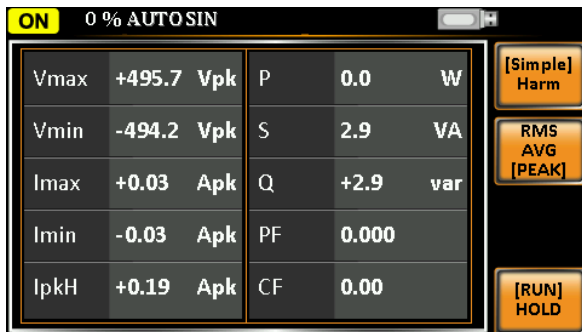 ON 0 % AUTO SIN
Vmax +495.7 Vpk P 0.0 W
Vmin -494.2 Vpk S 2.9 VA
Imax +0.03 Apk Q +2.9 var
Imin -0.03 Apk PF 0.000
IpkH +0.19 Apk CF 0.00
[Simple]
Harm
RMS
AVG
[PEAK]
[RUN]
HOLD